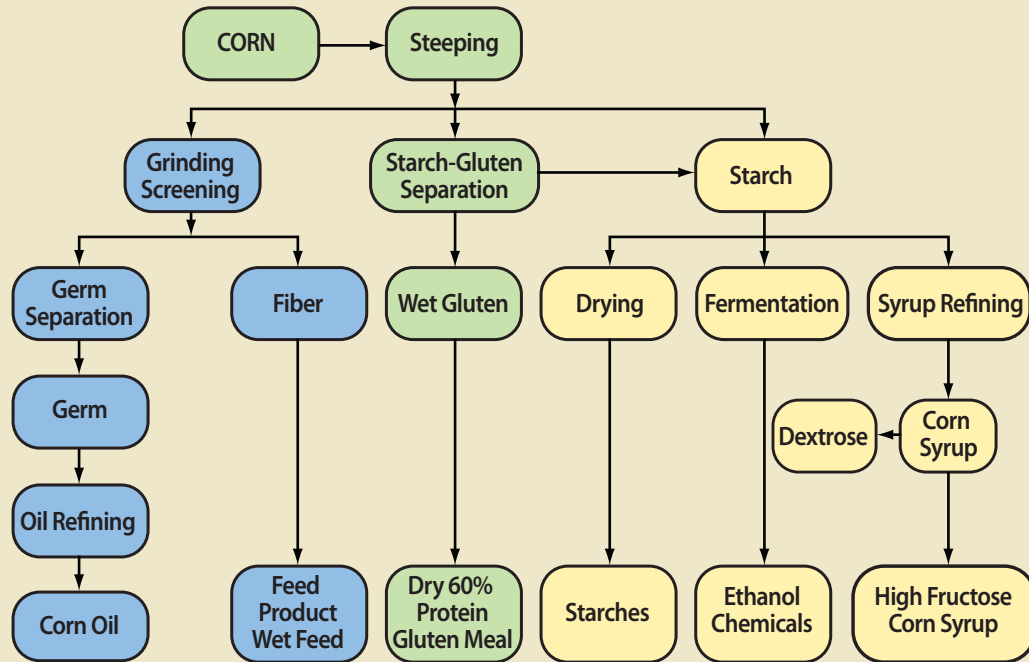 CORN
Steeping
Grinding
Screening
Starch-Gluten
Separation
Starch
Germ
Separation
Fiber
Wet Gluten
Drying
Fermentation
Syrup Refining
Germ
Dextrose
Corn
Syrup
Oil Refining
Corn Oil
Feed
Product
Wet Feed
Dry 60%
Protein
Gluten Meal
Starches
Ethanol
Chemicals
High Fructose
Corn Syrup